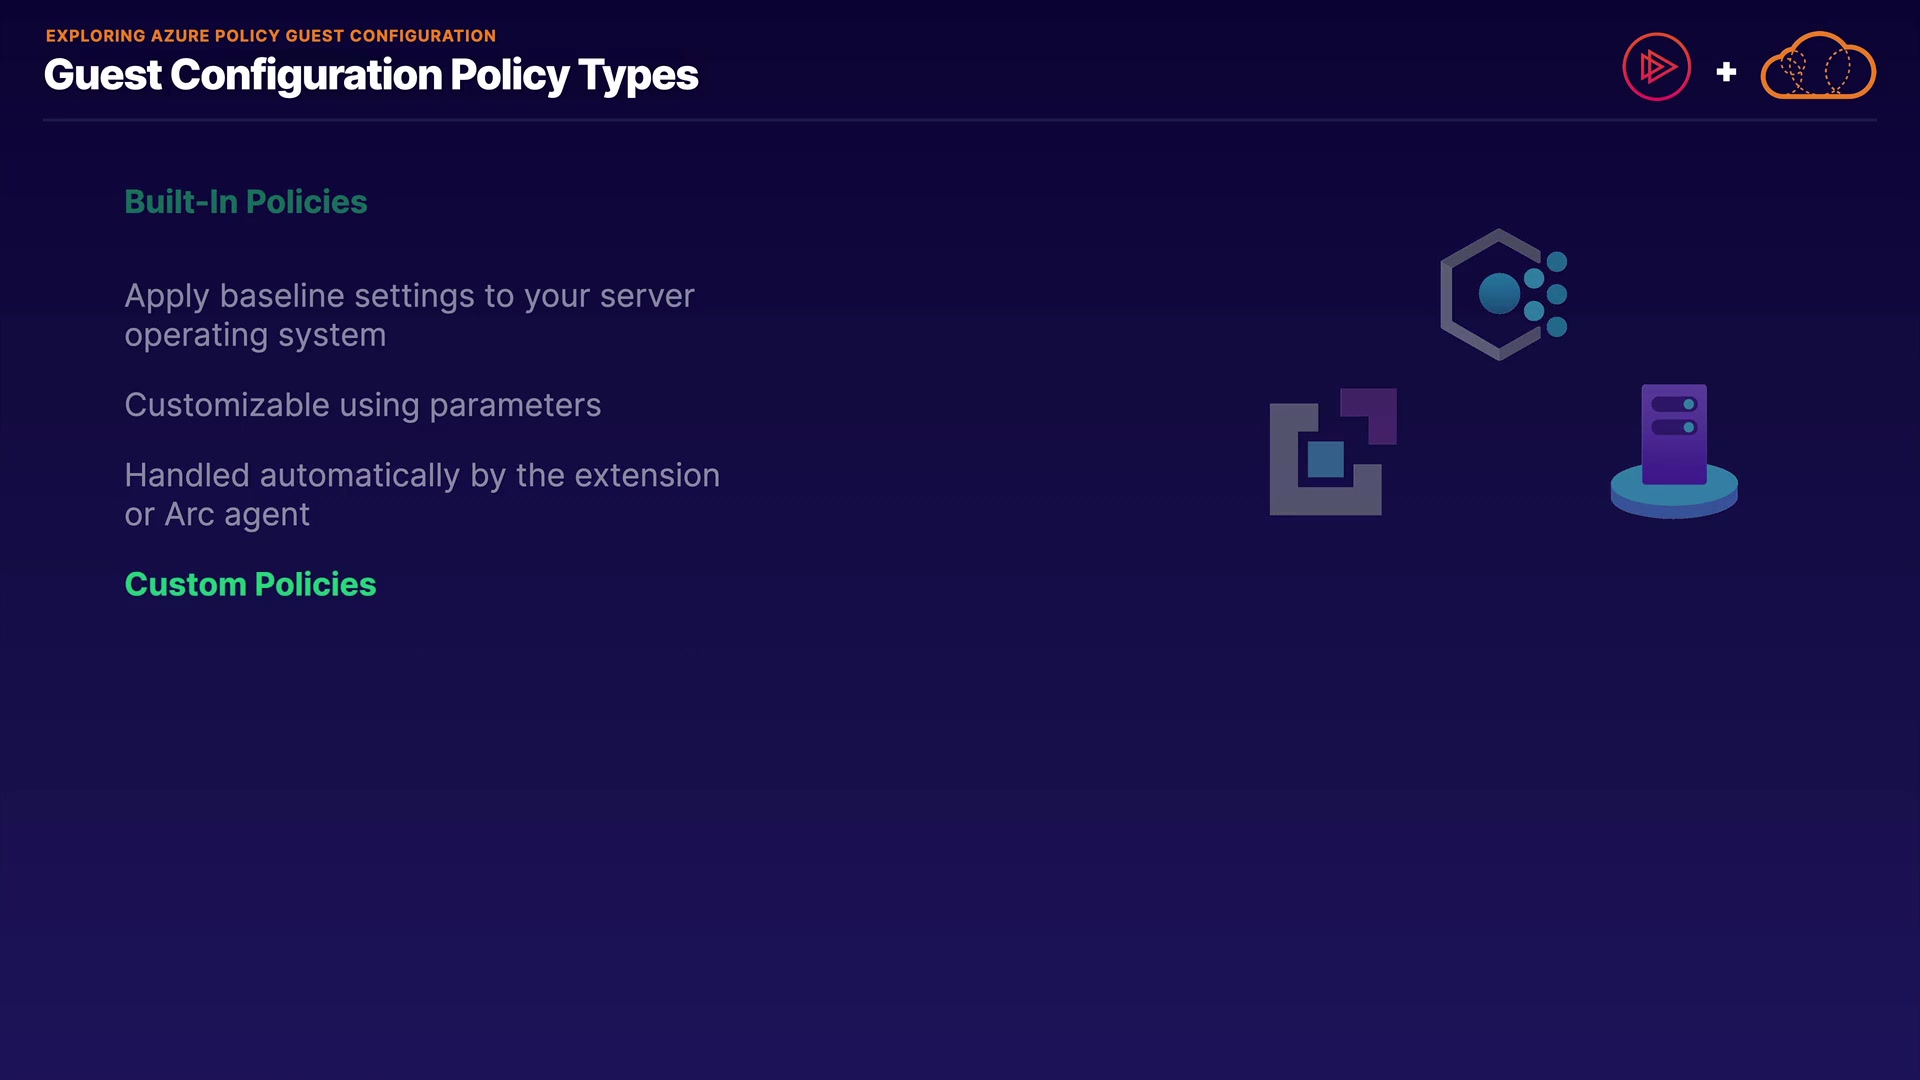 EXPLORING AZURE POLICY GUEST CONFIGURATION
Guest Configuration Policy Types
+
Built-In Policies
Apply baseline settings to your server
operating system
Customizable using parameters
Handled automatically by the extension
or Arc agent
Custom Policies